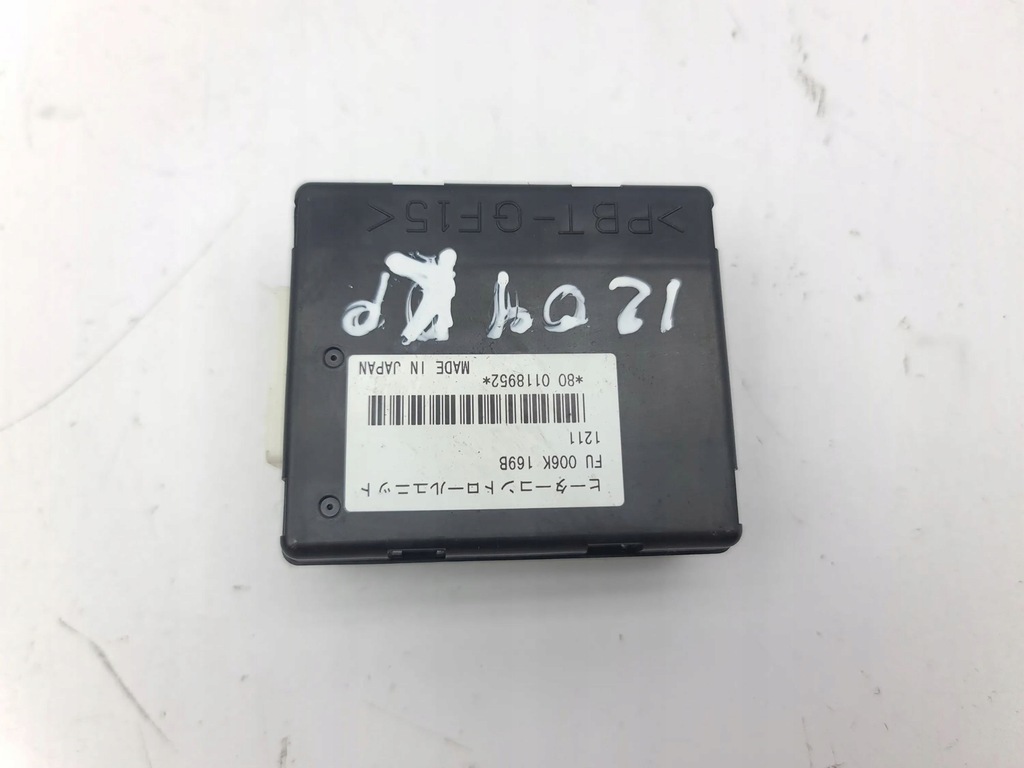 ヒーターコントロールユニット
FU 006K 169B
1211
*80 0118952*
MADE IN JAPAN
>PBT-GF15<